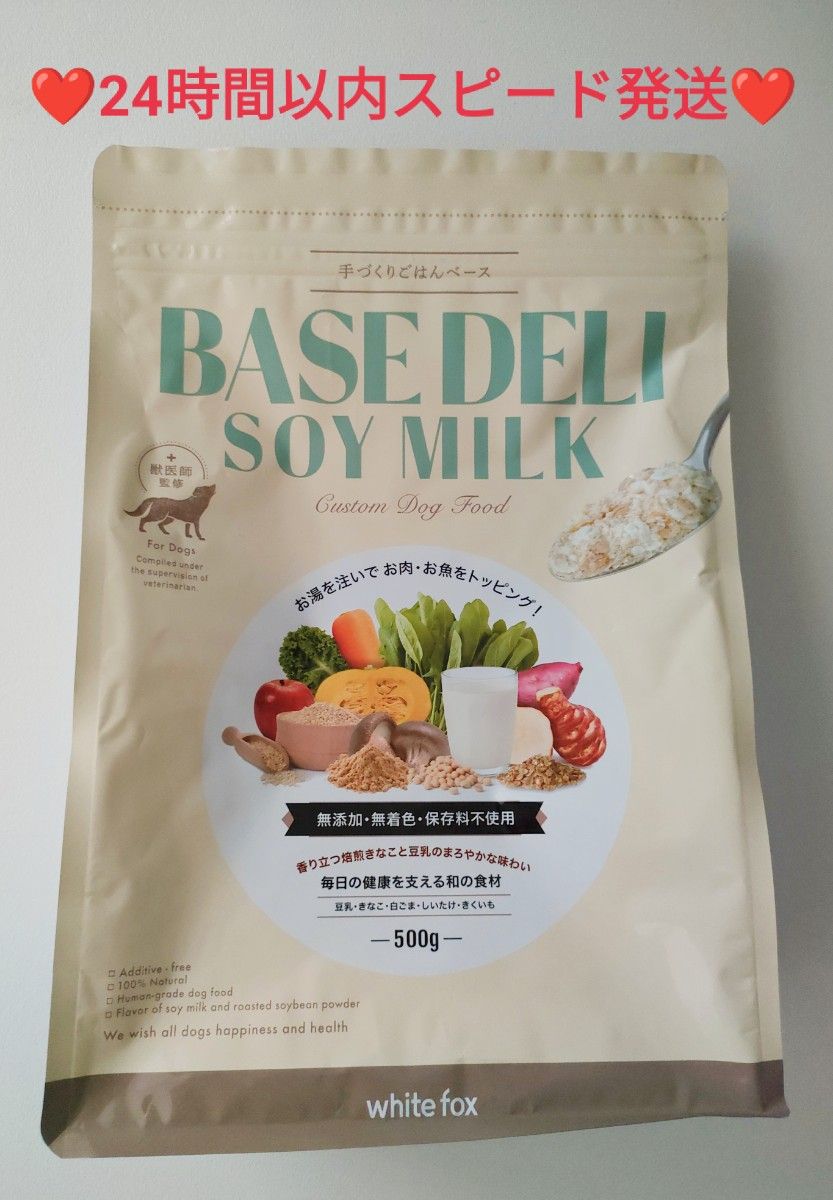 ❤24時間以内スピード発送❤
手づくりごはんベース
BASE DELI
SOY MILK
Custom Dog Food
獣医師
監修
For Dogs
Compiled under
the supervision of
veterinarian
お湯を注いで お肉・お魚をトッピング!
無添加・無着色・保存料不使用
香り立つ焙煎きなこと豆乳のまろやかな味わい
毎日の健康を支える和の食材
豆乳・きなこ・白ごま・しいたけ・きくいも
500g
Additive-free
100% Natural
Human-grade dog food
Flavor of soy milk and roasted soybean powder
We wish all dogs happiness and health
white fox